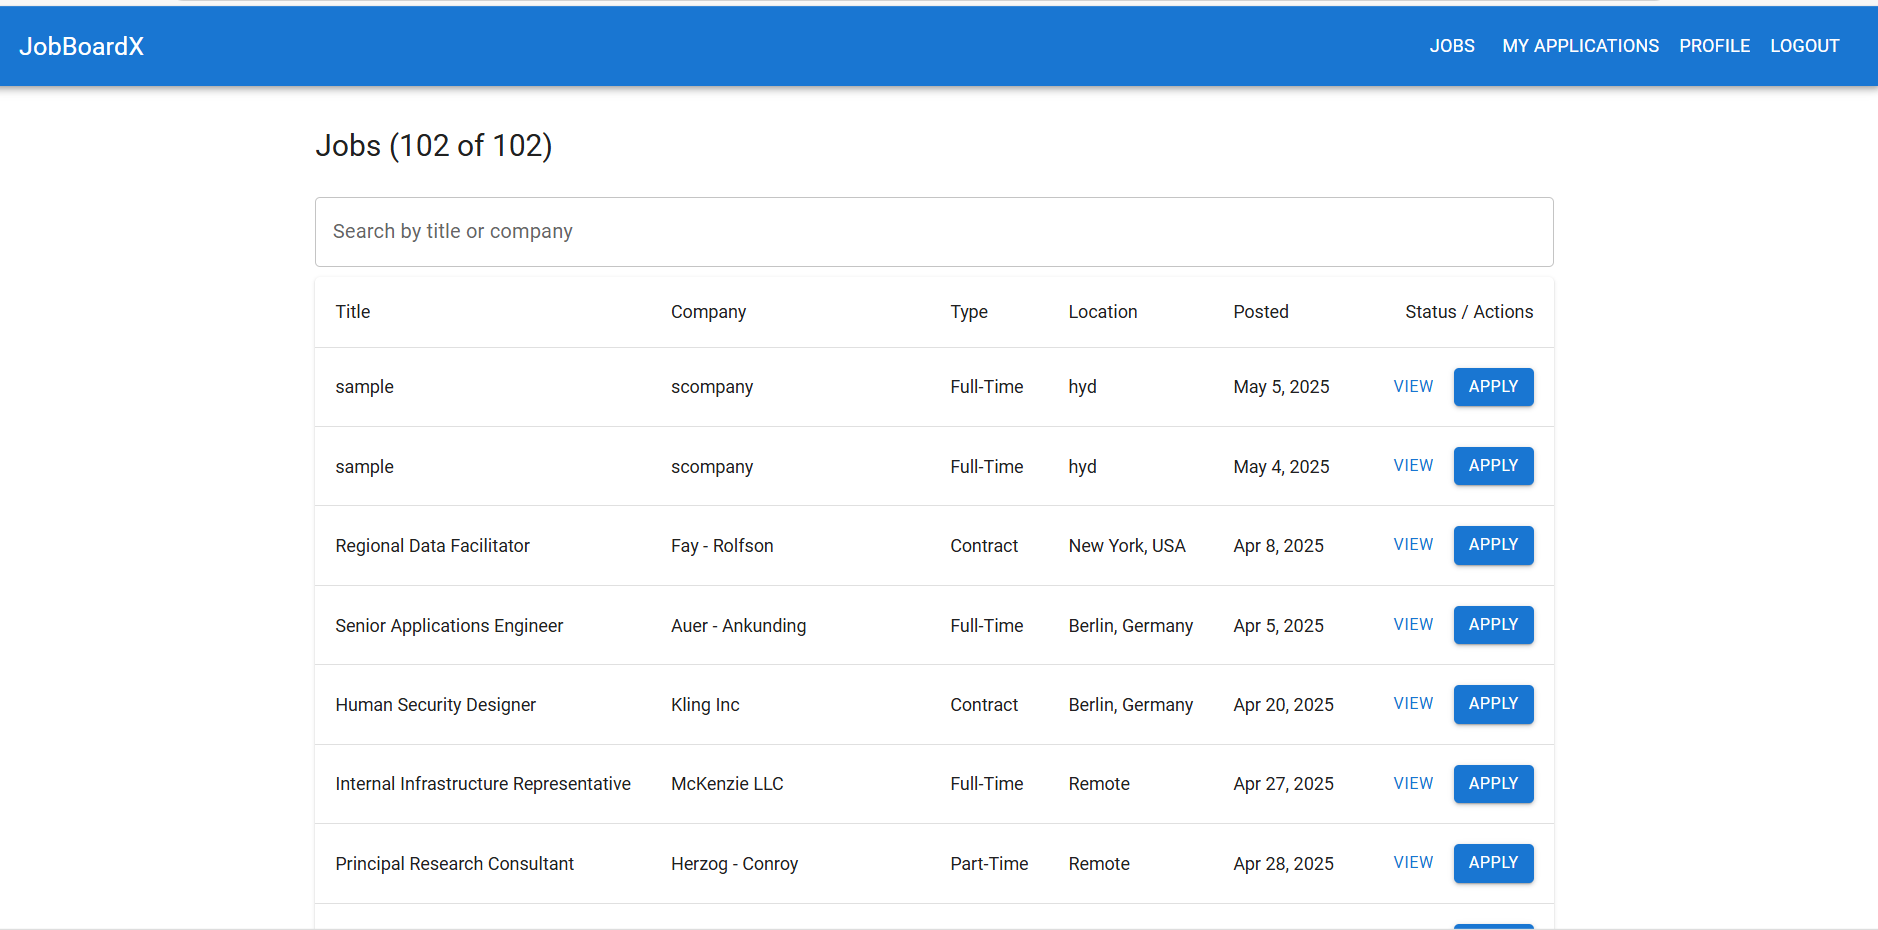 JobBoardX JOBS MY APPLICATIONS PROFILE LOGOUT
Jobs (102 of 102)
Search by title or company
Title Company Type Location Posted Status / Actions
sample scompany Full-Time hyd May 5, 2025 VIEW APPLY
sample scompany Full-Time hyd May 4, 2025 VIEW APPLY
Regional Data Facilitator Fay - Rolfson Contract New York, USA Apr 8, 2025 VIEW APPLY
Senior Applications Engineer Auer - Ankunding Full-Time Berlin, Germany Apr 5, 2025 VIEW APPLY
Human Security Designer Kling Inc Contract Berlin, Germany Apr 20, 2025 VIEW APPLY
Internal Infrastructure Representative McKenzie LLC Full-Time Remote Apr 27, 2025 VIEW APPLY
Principal Research Consultant Herzog - Conroy Part-Time Remote Apr 28, 2025 VIEW APPLY